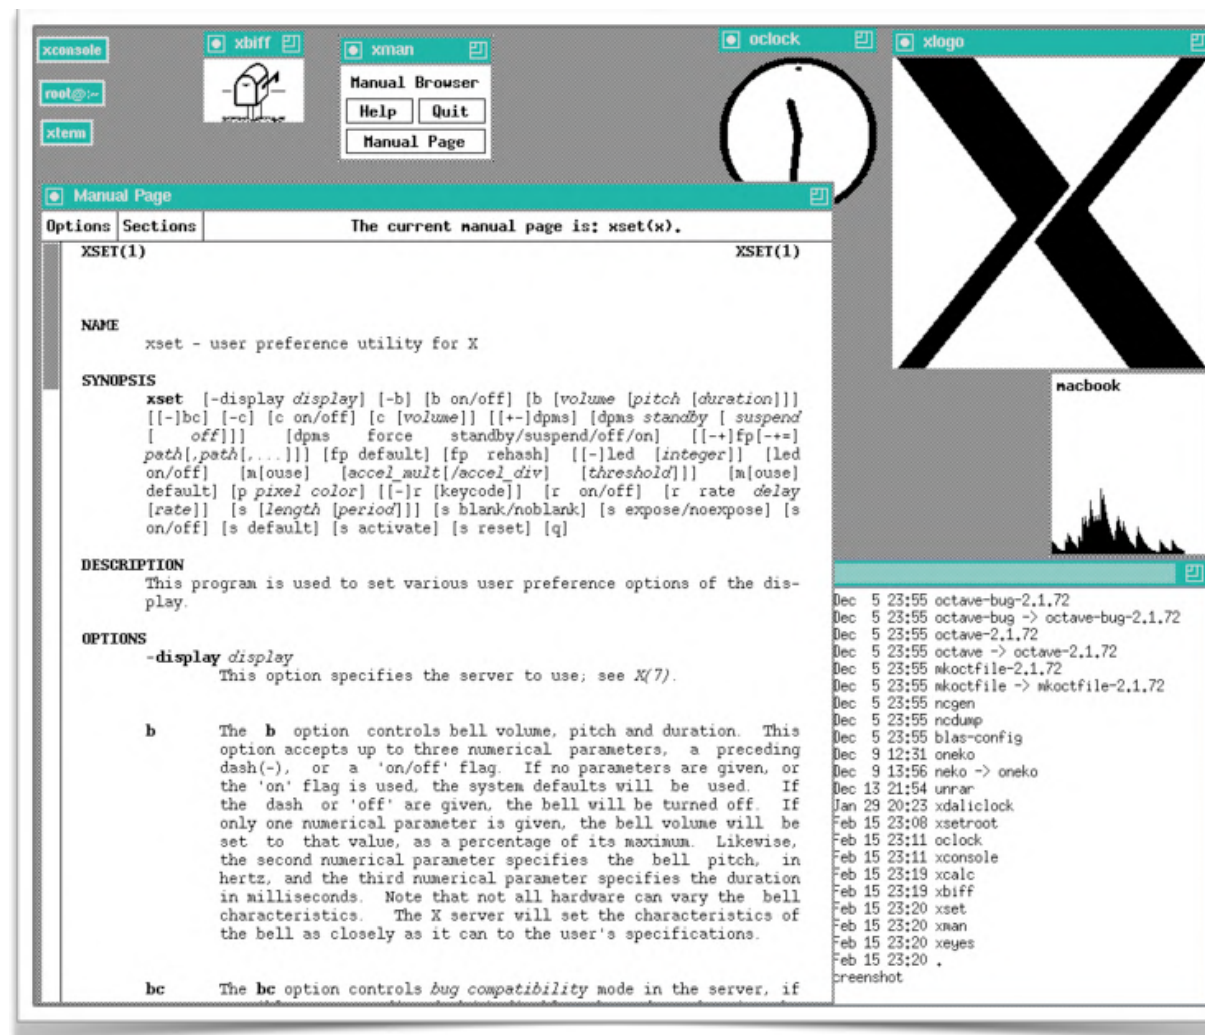 xconsole
xbiff
xman
oclock
xlogo
root@:~
xterm
Manual Browser
Help Quit
Manual Page
Manual Page
Options Sections The current manual page is: xset(x).
XSET(1) XSET(1)
NAME
xset - user preference utility for X
SYNOPSIS
xset [-display display] [-b] [b on/off] [b [volume [pitch [duration]]]
[[-]bc] [-c] [c on/off] [c [volume]] [[+-]dpms] [dpms standby [ suspend
[ off]]] [dpms force standby/suspend/off/on] [[-+]fp[-+=]
path[,path[,...]]] [fp default] [fp rehash] [[-]led [integer]] [led
on/off] [m[ouse] [accel_mult[/accel_div] [threshold]]] [m[ouse]
default] [p pixel color] [[-]r [keycode]] [r on/off] [r rate delay
[rate]] [s [length [period]]] [s blank/noblank] [s expose/noexpose] [s
on/off] [s default] [s activate] [s reset] [q]
DESCRIPTION
This program is used to set various user preference options of the dis-
play.
OPTIONS
-display display
This option specifies the server to use; see X(7).
b The b option controls bell volume, pitch and duration. This
option accepts up to three numerical parameters, a preceding
dash(-), or a 'on/off' flag. If no parameters are given, or
the 'on' flag is used, the system defaults will be used. If
the dash or 'off' are given, the bell will be turned off. If
only one numerical parameter is given, the bell volume will be
set to that value, as a percentage of its maximum. Likewise,
the second numerical parameter specifies the bell pitch, in
hertz, and the third numerical parameter specifies the duration
in milliseconds. Note that not all hardware can vary the bell
characteristics. The X server will set the characteristics of
the bell as closely as it can to the user's specifications.
bc The bc option controls bug compatibility mode in the server, if
macbook
Dec 5 23:55 octave-bug-2.1.72
Dec 5 23:55 octave-bug -> octave-bug-2.1.72
Dec 5 23:55 octave-2.1.72
Dec 5 23:55 octave -> octave-2.1.72
Dec 5 23:55 mkoctfile-2.1.72
Dec 5 23:55 mkoctfile -> mkoctfile-2.1.72
Dec 5 23:55 ncgen
Dec 5 23:55 ncdump
Dec 5 23:55 blas-config
Dec 9 12:31 oneko
Dec 9 13:56 neko -> oneko
Dec 13 21:54 unrar
Jan 29 20:23 xdaliclock
Feb 15 23:08 xsetroot
Feb 15 23:11 oclock
Feb 15 23:11 xconsole
Feb 15 23:19 xcalc
Feb 15 23:19 xbiff
Feb 15 23:20 xset
Feb 15 23:20 xman
Feb 15 23:20 xeyes
Feb 15 23:20 .
creenshot